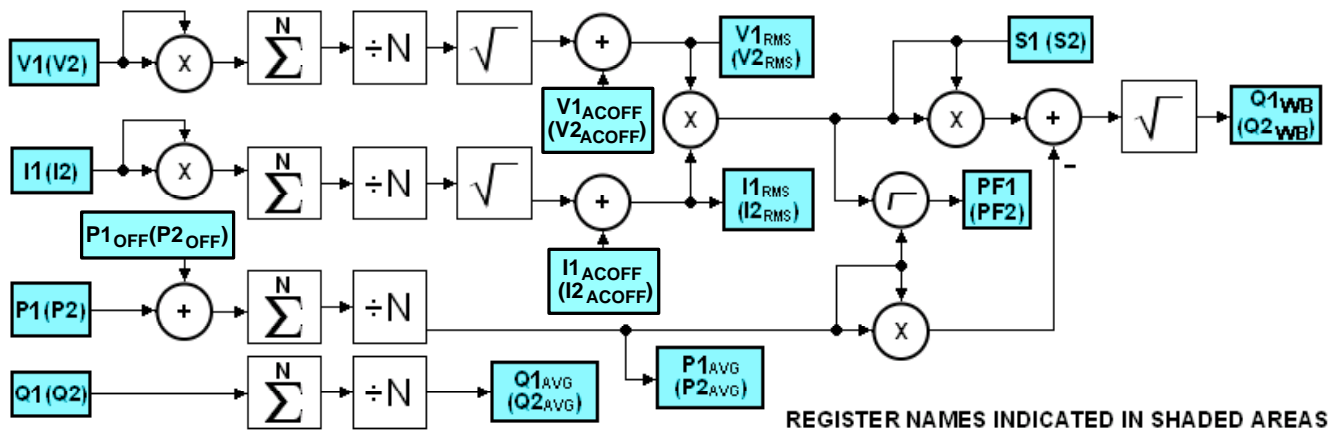 V1(V2)
X
N
∑
÷N
√
+
V1RMS
(V2RMS)
S1 (S2)
V1ACOFF
(V2ACOFF)
X
X
+
−
√
Q1WB
(Q2WB)
I1(I2)
X
N
∑
÷N
√
+
I1RMS
(I2RMS)
PF1
(PF2)
I1ACOFF
(I2ACOFF)
P1OFF(P2OFF)
P1(P2)
+
N
∑
÷N
X
P1AVG
(P2AVG)
Q1(Q2)
N
∑
÷N
Q1AVG
(Q2AVG)
REGISTER NAMES INDICATED IN SHADED AREAS